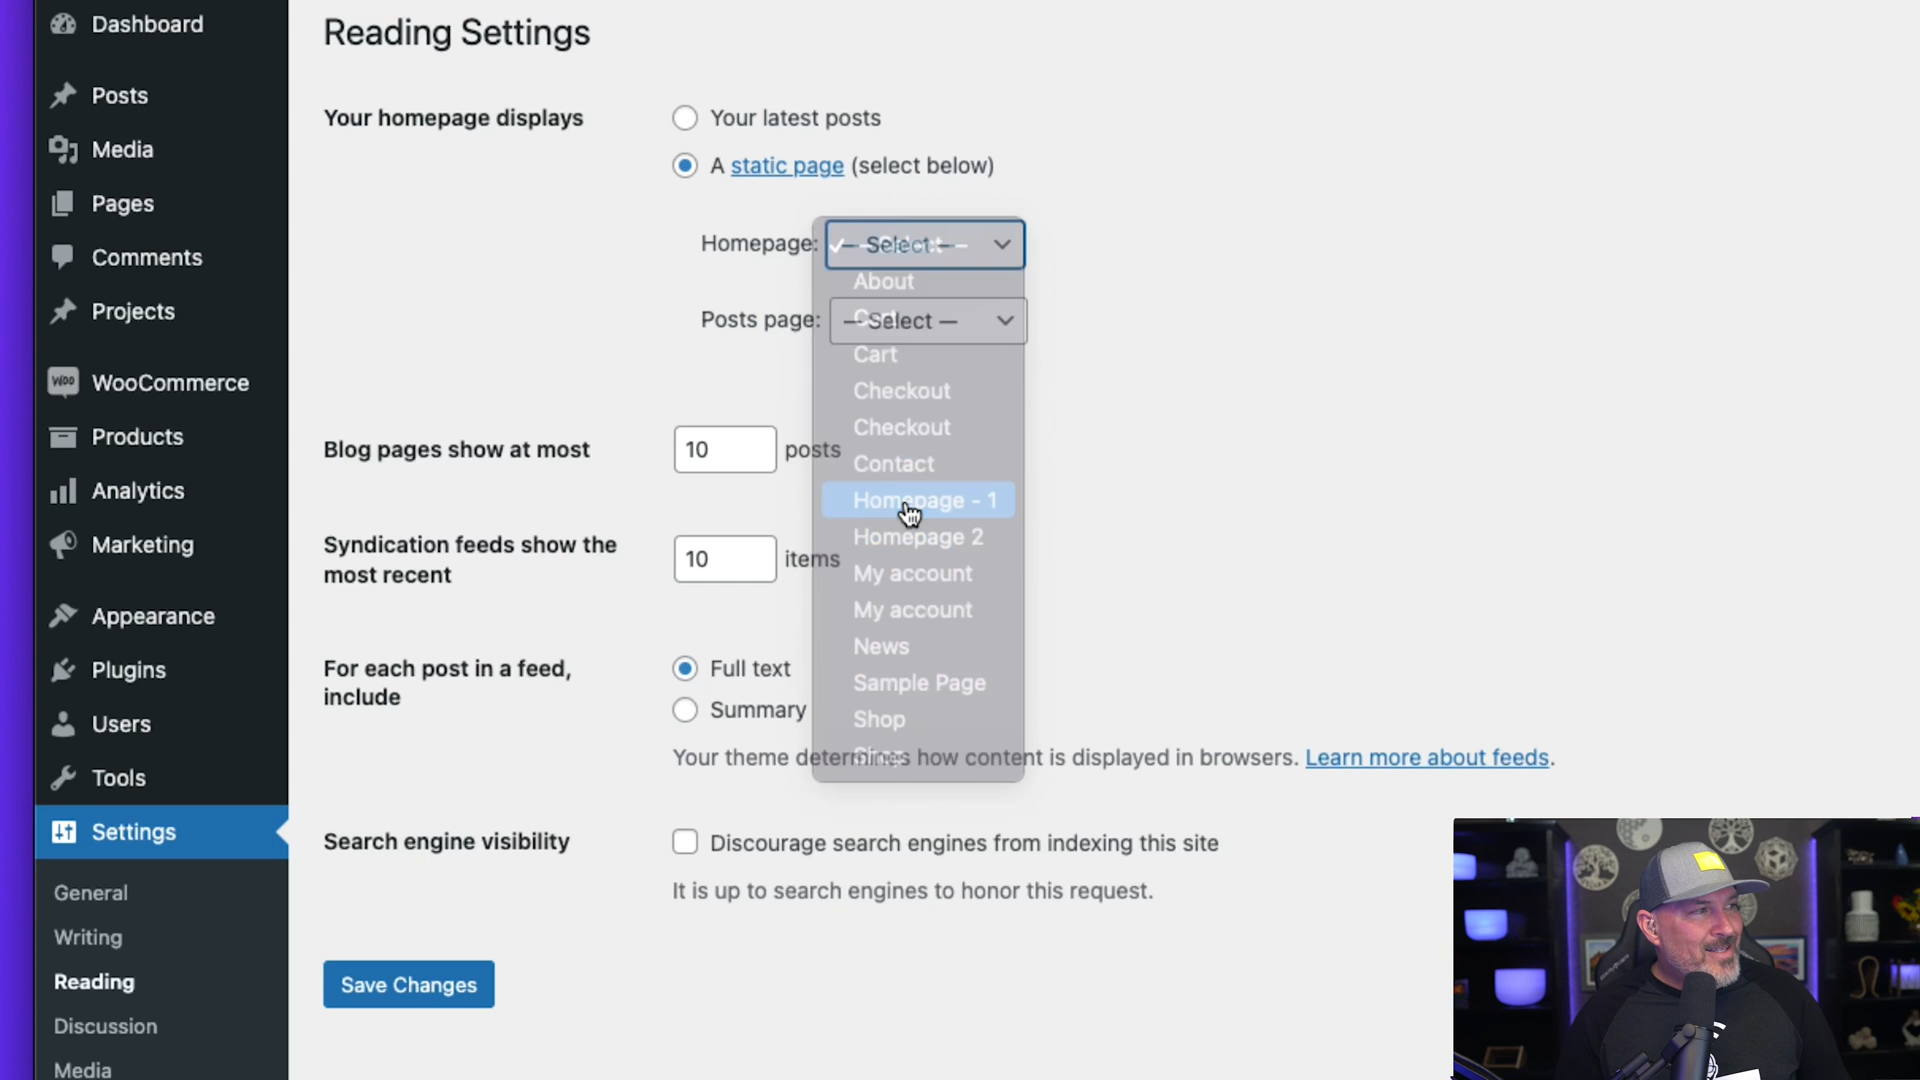 Dashboard
Posts
Media
Pages
Comments
Projects
WooCommerce
Products
Analytics
Marketing
Appearance
Plugins
Users
Tools
Settings
General
Writing
Reading
Discussion
Media
Reading Settings
Your homepage displays
Your latest posts
A static page (select below)
Homepage: — Select —
About
Posts page: — Select —
Cart
Cart
Checkout
Checkout
Contact
Homepage - 1
Homepage 2
My account
My account
News
Sample Page
Shop
Shop
Blog pages show at most
10 posts
Syndication feeds show the
most recent
10 items
For each post in a feed,
include
Full text
Summary
Your theme determines how content is displayed in browsers. Learn more about feeds.
Search engine visibility
Discourage search engines from indexing this site
It is up to search engines to honor this request.
Save Changes